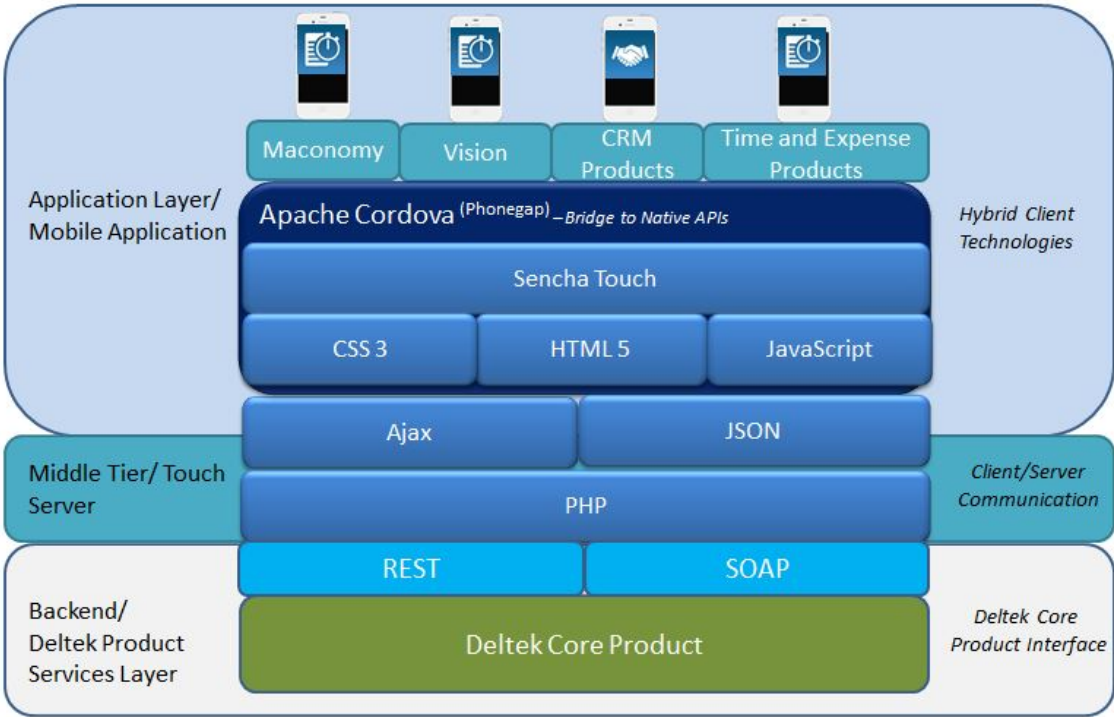 Maconomy
Vision
CRM
Products
Time and Expense
Products
Application Layer/
Mobile Application
Apache Cordova (Phonegap) – Bridge to Native APIs
Hybrid Client
Technologies
Sencha Touch
CSS 3
HTML 5
JavaScript
Ajax
JSON
Middle Tier/ Touch
Server
PHP
Client/Server
Communication
REST
SOAP
Backend/
Deltek Product
Services Layer
Deltek Core Product
Deltek Core
Product Interface